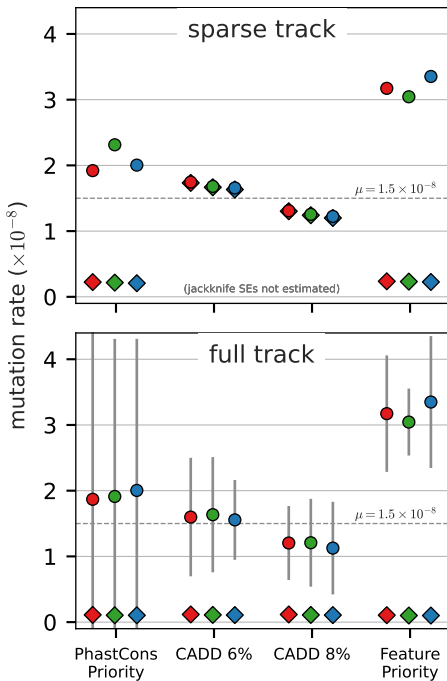 sparse track
4
3
2
1
0
μ = 1.5 × 10⁻⁸
(jackknife SEs not estimated)
mutation rate (×10⁻⁸)
full track
4
3
2
1
0
μ = 1.5 × 10⁻⁸
PhastCons Priority
CADD 6%
CADD 8%
Feature Priority